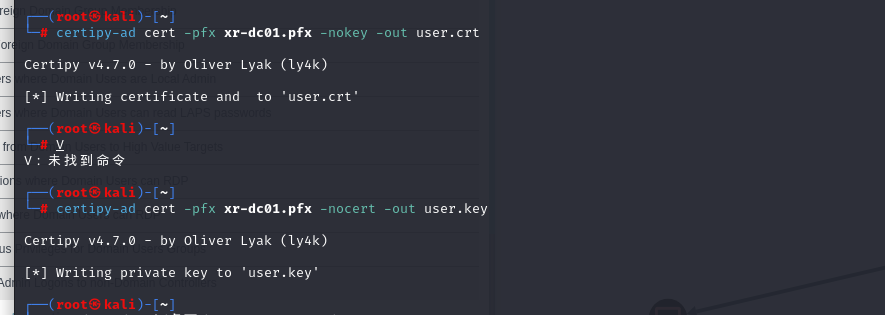 ┌──(root㉿kali)-[~]
└─# certipy-ad cert -pfx xr-dc01.pfx -nokey -out user.crt
Certipy v4.7.0 - by Oliver Lyak (ly4k)
[*] Writing certificate and  to 'user.crt'
┌──(root㉿kali)-[~]
└─# V
V：未找到命令
┌──(root㉿kali)-[~]
└─# certipy-ad cert -pfx xr-dc01.pfx -nocert -out user.key
Certipy v4.7.0 - by Oliver Lyak (ly4k)
[*] Writing private key to 'user.key'
┌──(root㉿kali)-[~]